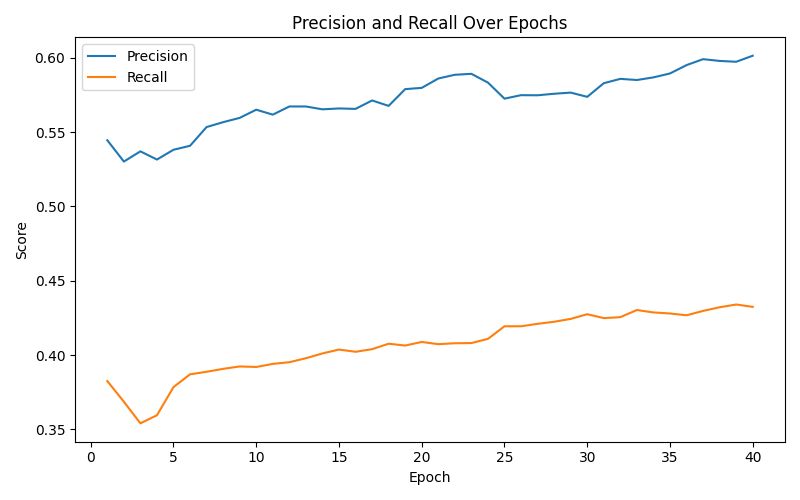 Precision and Recall Over Epochs
Precision
Recall
Score
0.60
0.55
0.50
0.45
0.40
0.35
0 5 10 15 20 25 30 35 40
Epoch